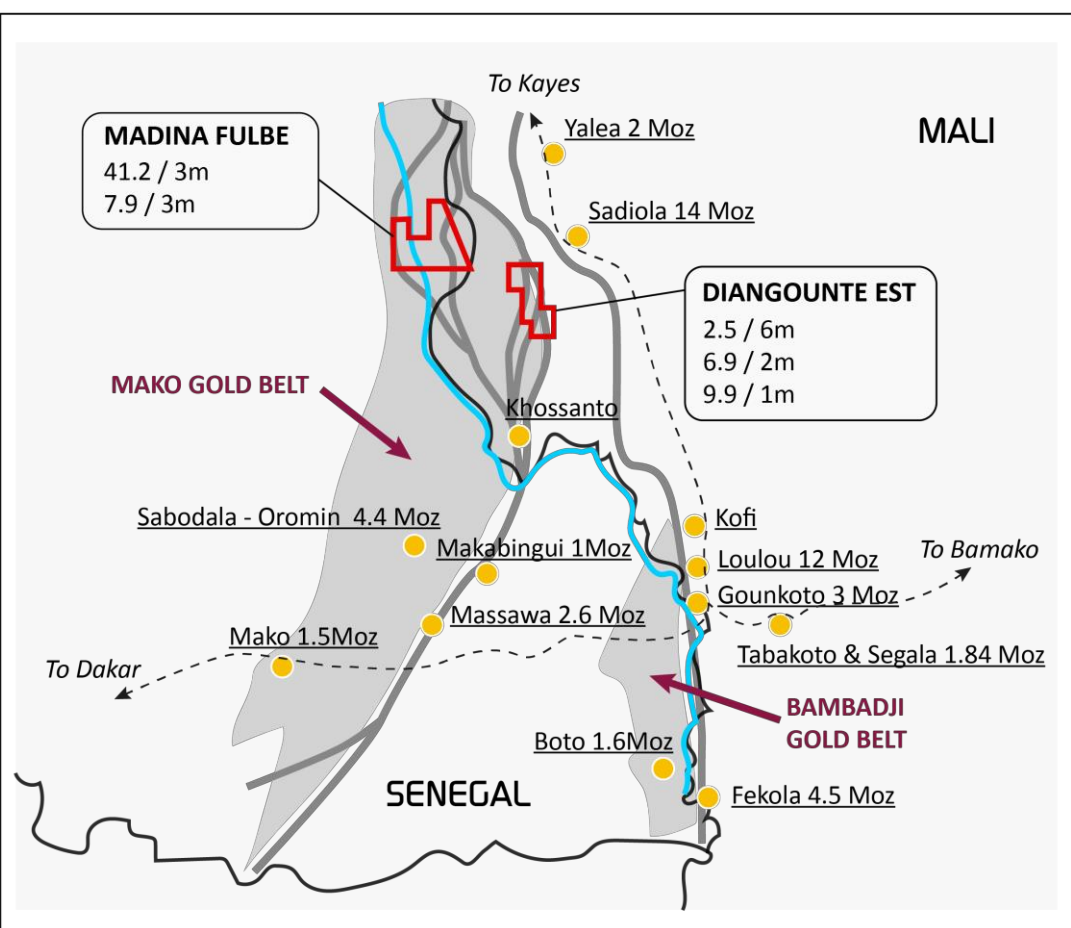 To Kayes
MALI
Yalea 2 Moz
MADINA FULBE
41.2 / 3m
7.9 / 3m
Sadiola 14 Moz
DIANGOUNTE EST
2.5 / 6m
6.9 / 2m
9.9 / 1m
MAKO GOLD BELT
Khossanto
Sabodala - Oromin 4.4 Moz
Kofi
Makabingui 1Moz
Loulou 12 Moz
To Bamako
Gounkoto 3 Moz
Massawa 2.6 Moz
Mako 1.5Moz
Tabakoto & Segala 1.84 Moz
To Dakar
BAMBADJI
GOLD BELT
Boto 1.6Moz
SENEGAL
Fekola 4.5 Moz